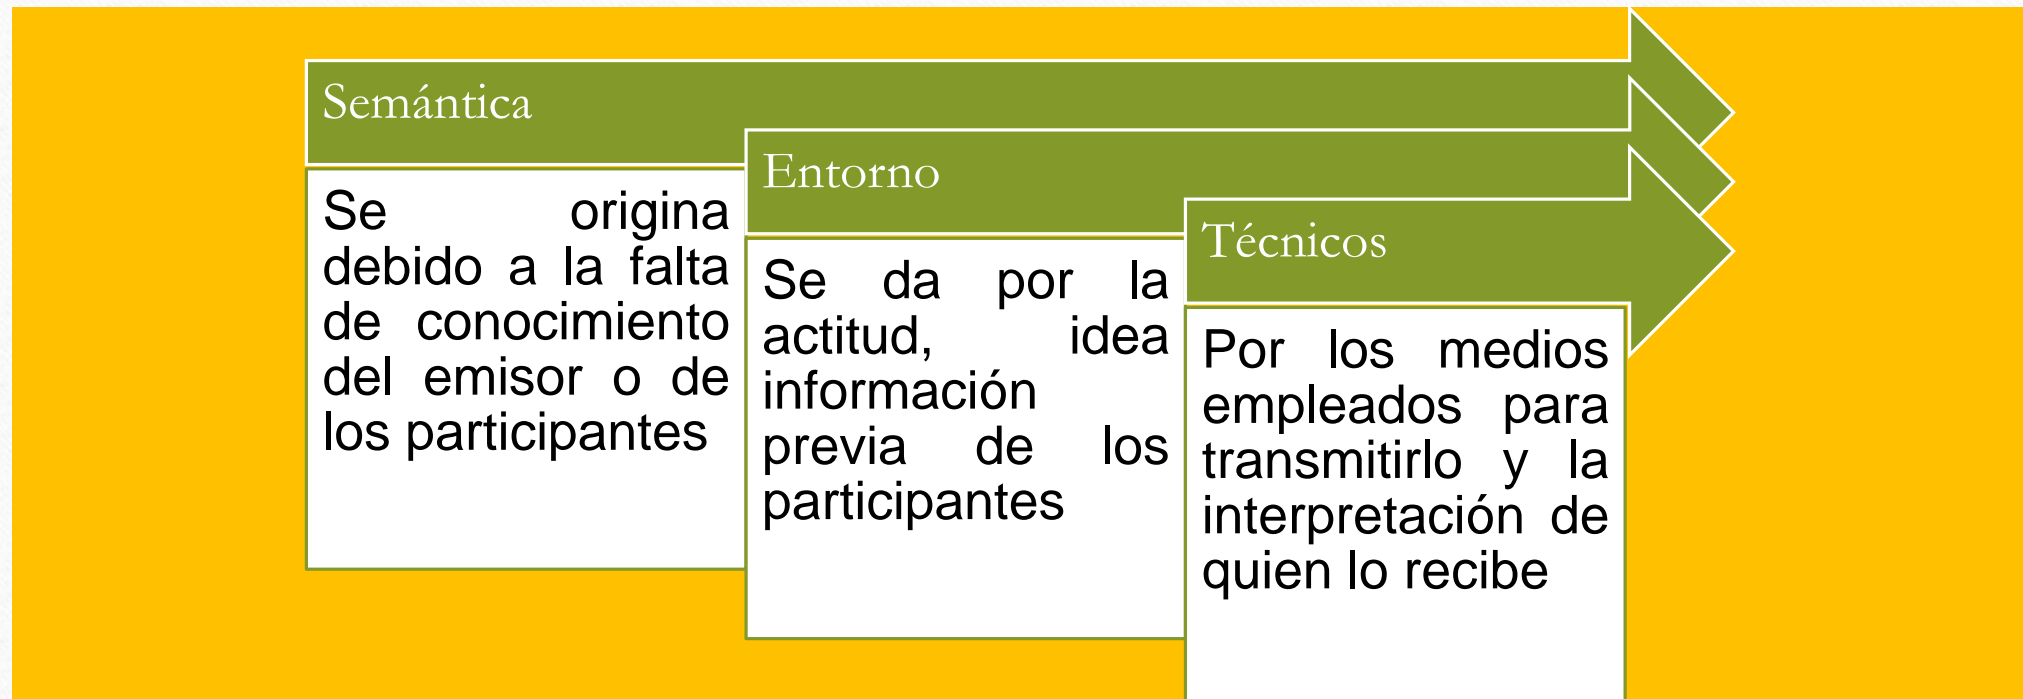 Semántica
Se origina
debido a la falta
de conocimiento
del emisor o de
los participantes
Entorno
Se da por la
actitud, idea
información
previa de los
participantes
Técnicos
Por los medios
empleados para
transmitirlo y la
interpretación de
quien lo recibe